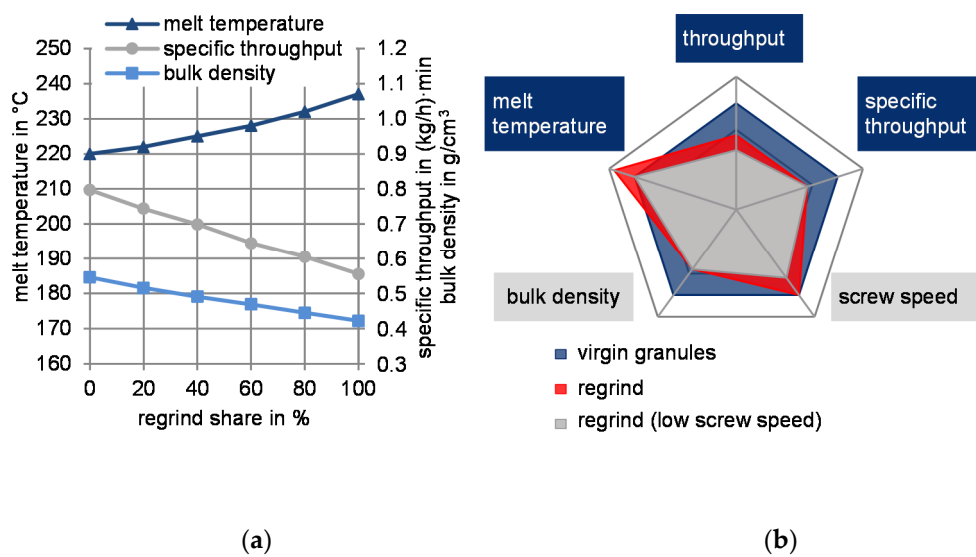 melt temperature
specific throughput
bulk density
melt temperature in °C
250
240
230
220
210
200
190
180
170
160
1.2
1.1
1.0
0.9
0.8
0.7
0.6
0.5
0.4
0.3
specific throughput in (kg/h)·min
bulk density in g/cm³
0 20 40 60 80 100
regrind share in %
(a)
throughput
melt
temperature
specific
throughput
bulk density
screw speed
virgin granules
regrind
regrind (low screw speed)
(b)